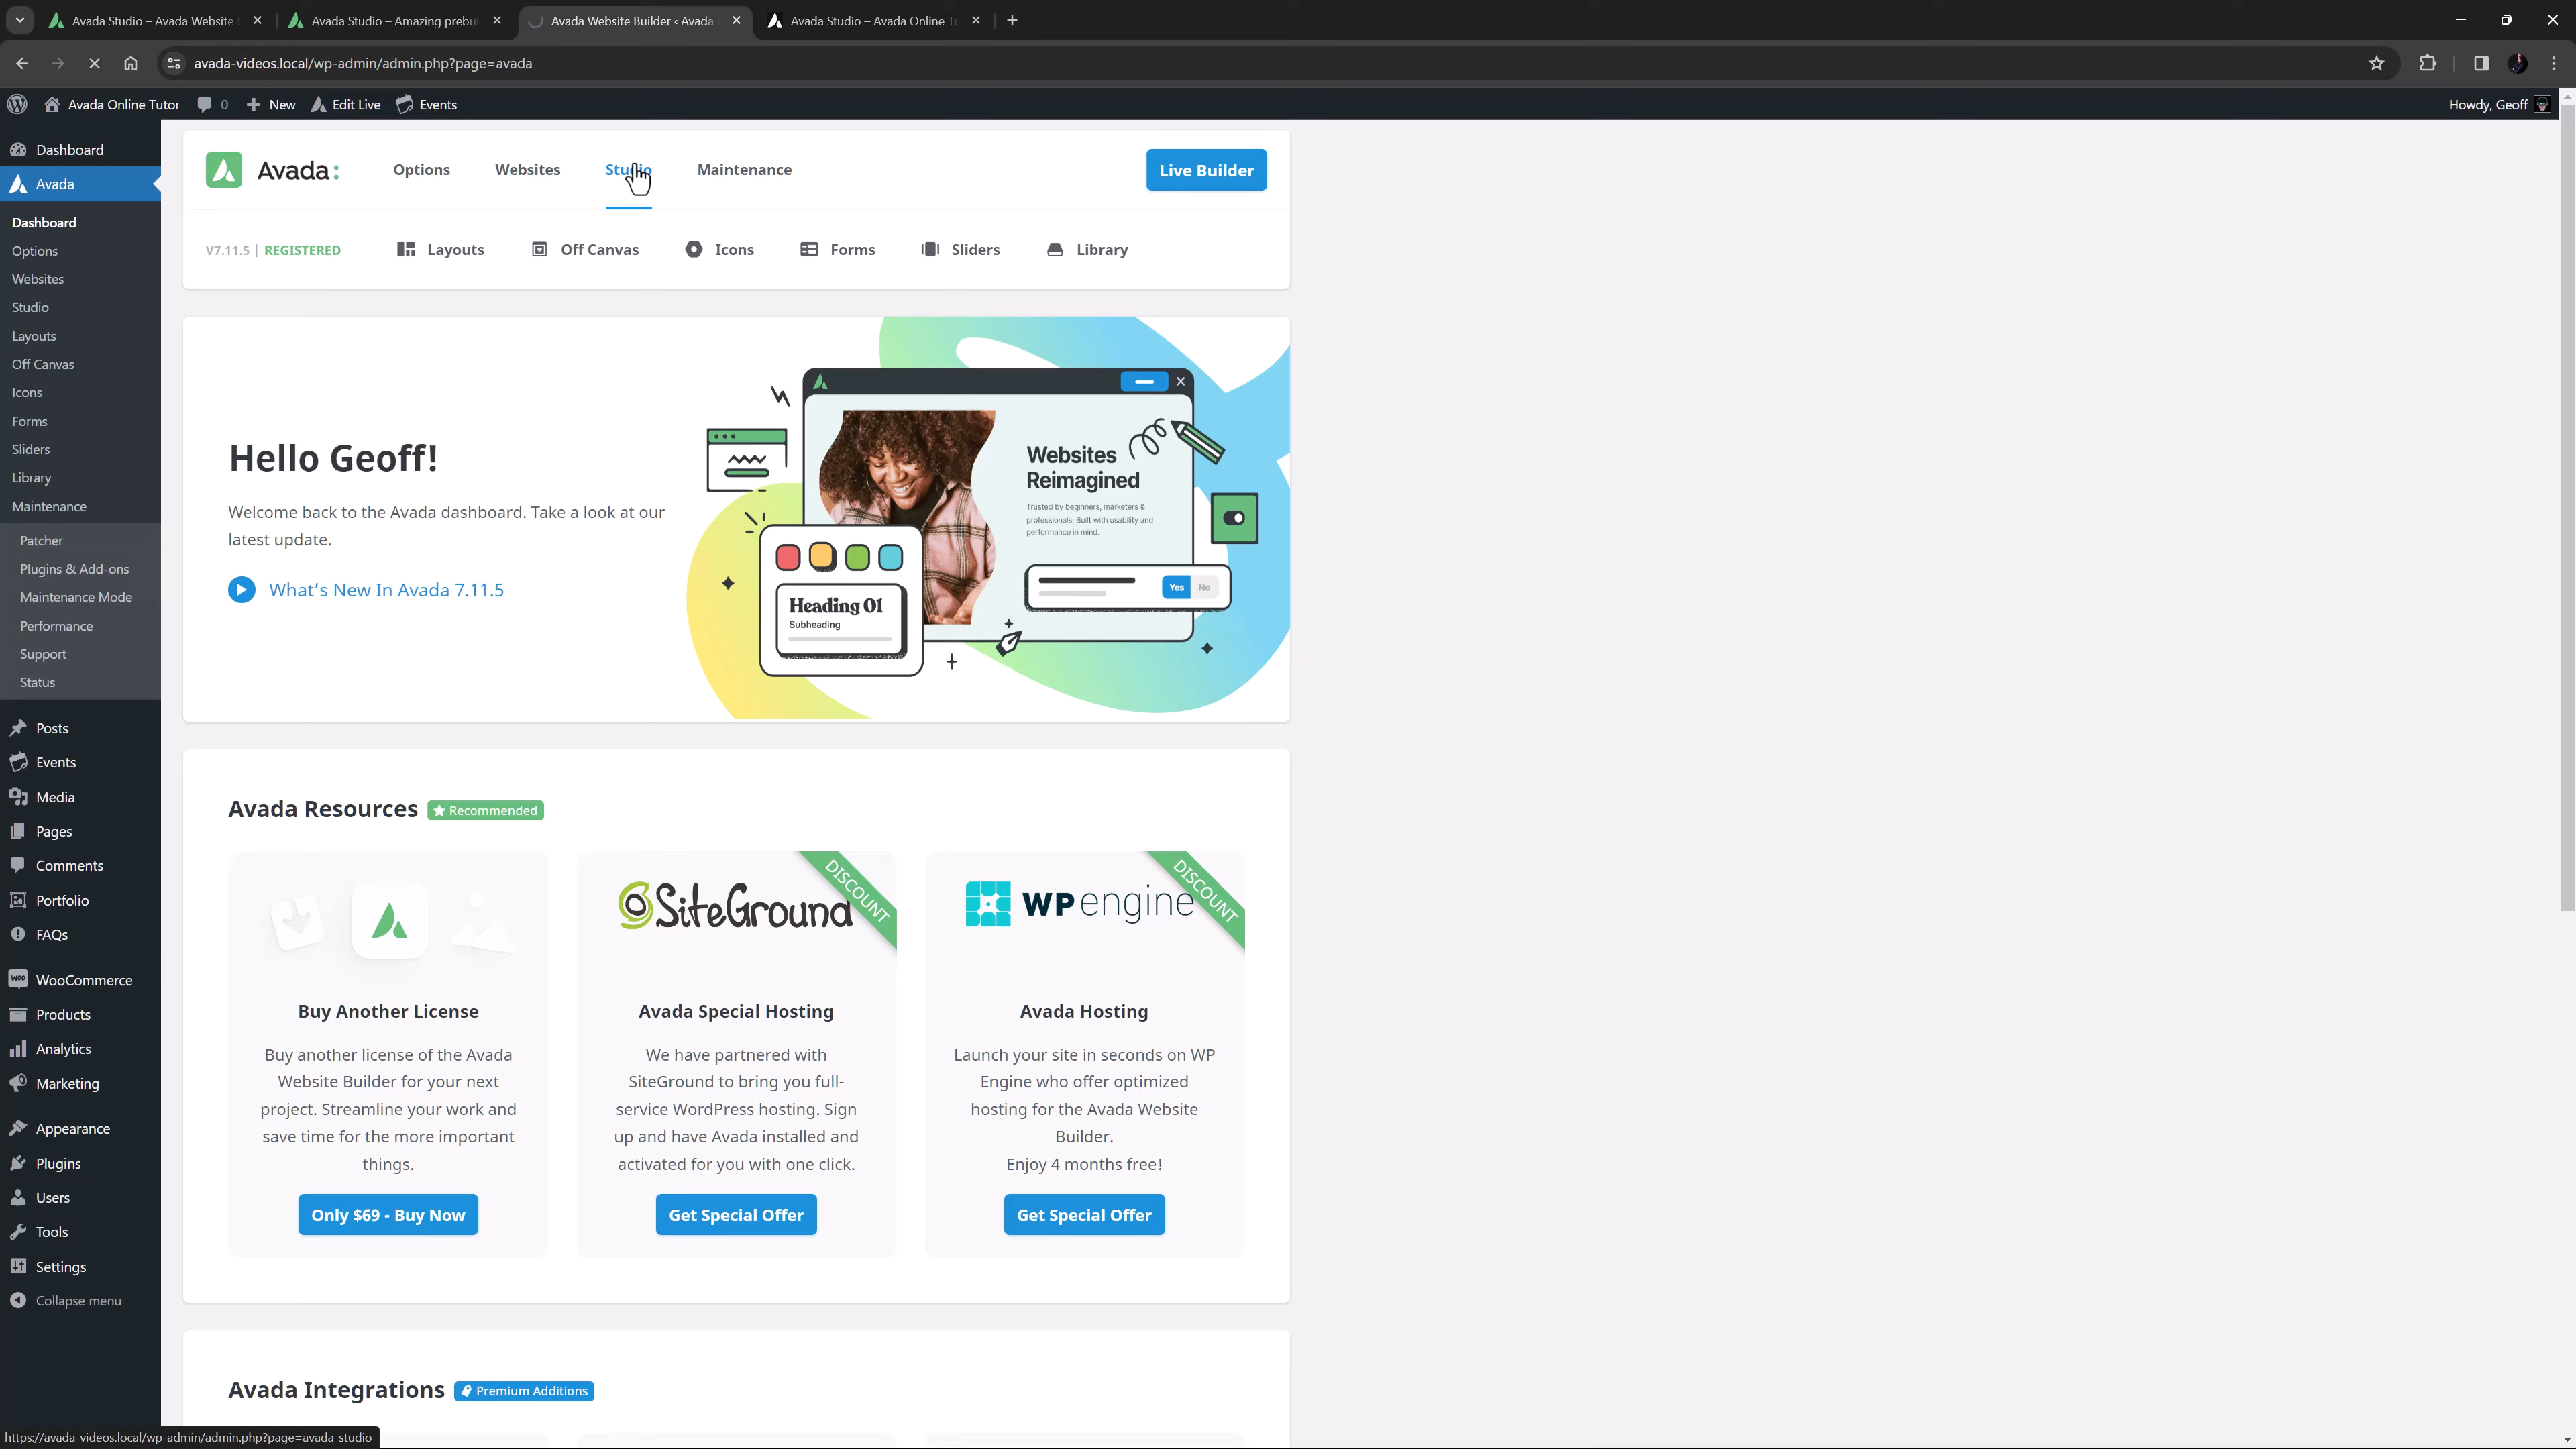 Avada Studio – Avada Website
Avada Studio – Amazing prebui
Avada Website Builder ‹ Avada
Avada Studio – Avada Online Tu
avada-videos.local/wp-admin/admin.php?page=avada
Avada Online Tutor
0
New
Edit Live
Events
Howdy, Geoff
Dashboard
Avada
Dashboard
Options
Websites
Studio
Layouts
Off Canvas
Icons
Forms
Sliders
Library
Maintenance
Patcher
Plugins & Add-ons
Maintenance Mode
Performance
Support
Status
Posts
Events
Media
Pages
Comments
Portfolio
FAQs
WooCommerce
Products
Analytics
Marketing
Appearance
Plugins
Users
Tools
Settings
Collapse menu
Avada:
Options
Websites
Studio
Maintenance
Live Builder
V7.11.5 | REGISTERED
Layouts
Off Canvas
Icons
Forms
Sliders
Library
Hello Geoff!
Welcome back to the Avada dashboard. Take a look at our
latest update.
What's New In Avada 7.11.5
Websites
Reimagined
Trusted by beginners, marketers &
professionals; Built with usability and
performance in mind.
Yes
No
Heading 01
Subheading
Avada Resources
Recommended
Buy Another License
Buy another license of the Avada
Website Builder for your next
project. Streamline your work and
save time for the more important
things.
Only $69 - Buy Now
SiteGround
DISCOUNT
Avada Special Hosting
We have partnered with
SiteGround to bring you full-
service WordPress hosting. Sign
up and have Avada installed and
activated for you with one click.
Get Special Offer
WP engine
DISCOUNT
Avada Hosting
Launch your site in seconds on WP
Engine who offer optimized
hosting for the Avada Website
Builder.
Enjoy 4 months free!
Get Special Offer
Avada Integrations
Premium Additions
https://avada-videos.local/wp-admin/admin.php?page=avada-studio